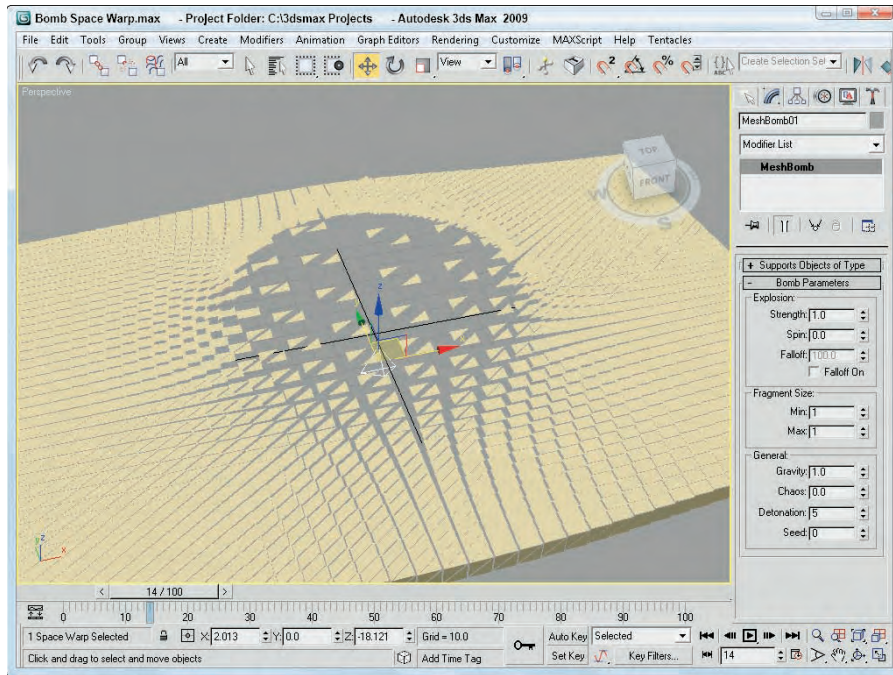 Bomb Space Warp.max - Project Folder: C:\3dsmax Projects - Autodesk 3ds Max 2009
File Edit Tools Group Views Create Modifiers Animation Graph Editors Rendering Customize MAXScript Help Tentacles
All
View
2
%
ABC
Create Selection Set
Perspective
TOP
FRONT
W
S
z
z
y
x
MeshBomb01
Modifier List
MeshBomb
+ Supports Objects of Type
- Bomb Parameters
Explosion:
Strength: 1.0
Spin: 0.0
Falloff: 100.0
Falloff On
Fragment Size:
Min: 1
Max: 1
General:
Gravity: 1.0
Chaos: 0.0
Detonation: 5
Seed: 0
< 14 / 100 >
0 10 20 30 40 50 60 70 80 90 100
1 Space Warp Selected X: 2.013 Y: 0.0 Z: -18.121 Grid = 10.0 Auto Key Selected
Click and drag to select and move objects Add Time Tag Set Key Key Filters... 14